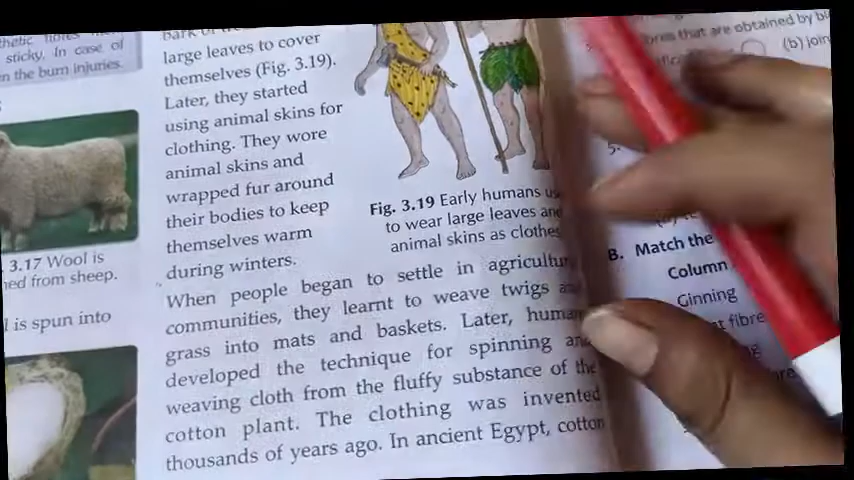 sticky. In case of
n the burn injuries.
3.17 Wool is
ned from sheep.
l is spun into
large leaves to cover
themselves (Fig. 3.19).
Later, they started
using animal skins for
clothing. They wore
animal skins and
wrapped fur around
their bodies to keep
themselves warm
during winters.
Fig. 3.19 Early humans
to wear large leaves and
animal skins as clothes
When people began to settle in agricultur
communities, they learnt to weave twigs and
grass into mats and baskets. Later, human
developed the technique for spinning and
weaving cloth from the fluffy substance of the
cotton plant. The clothing was invented
thousands of years ago. In ancient Egypt, cotton
that are obtained by
(b) join
5.
B. Match the
Column
Ginning
fibre